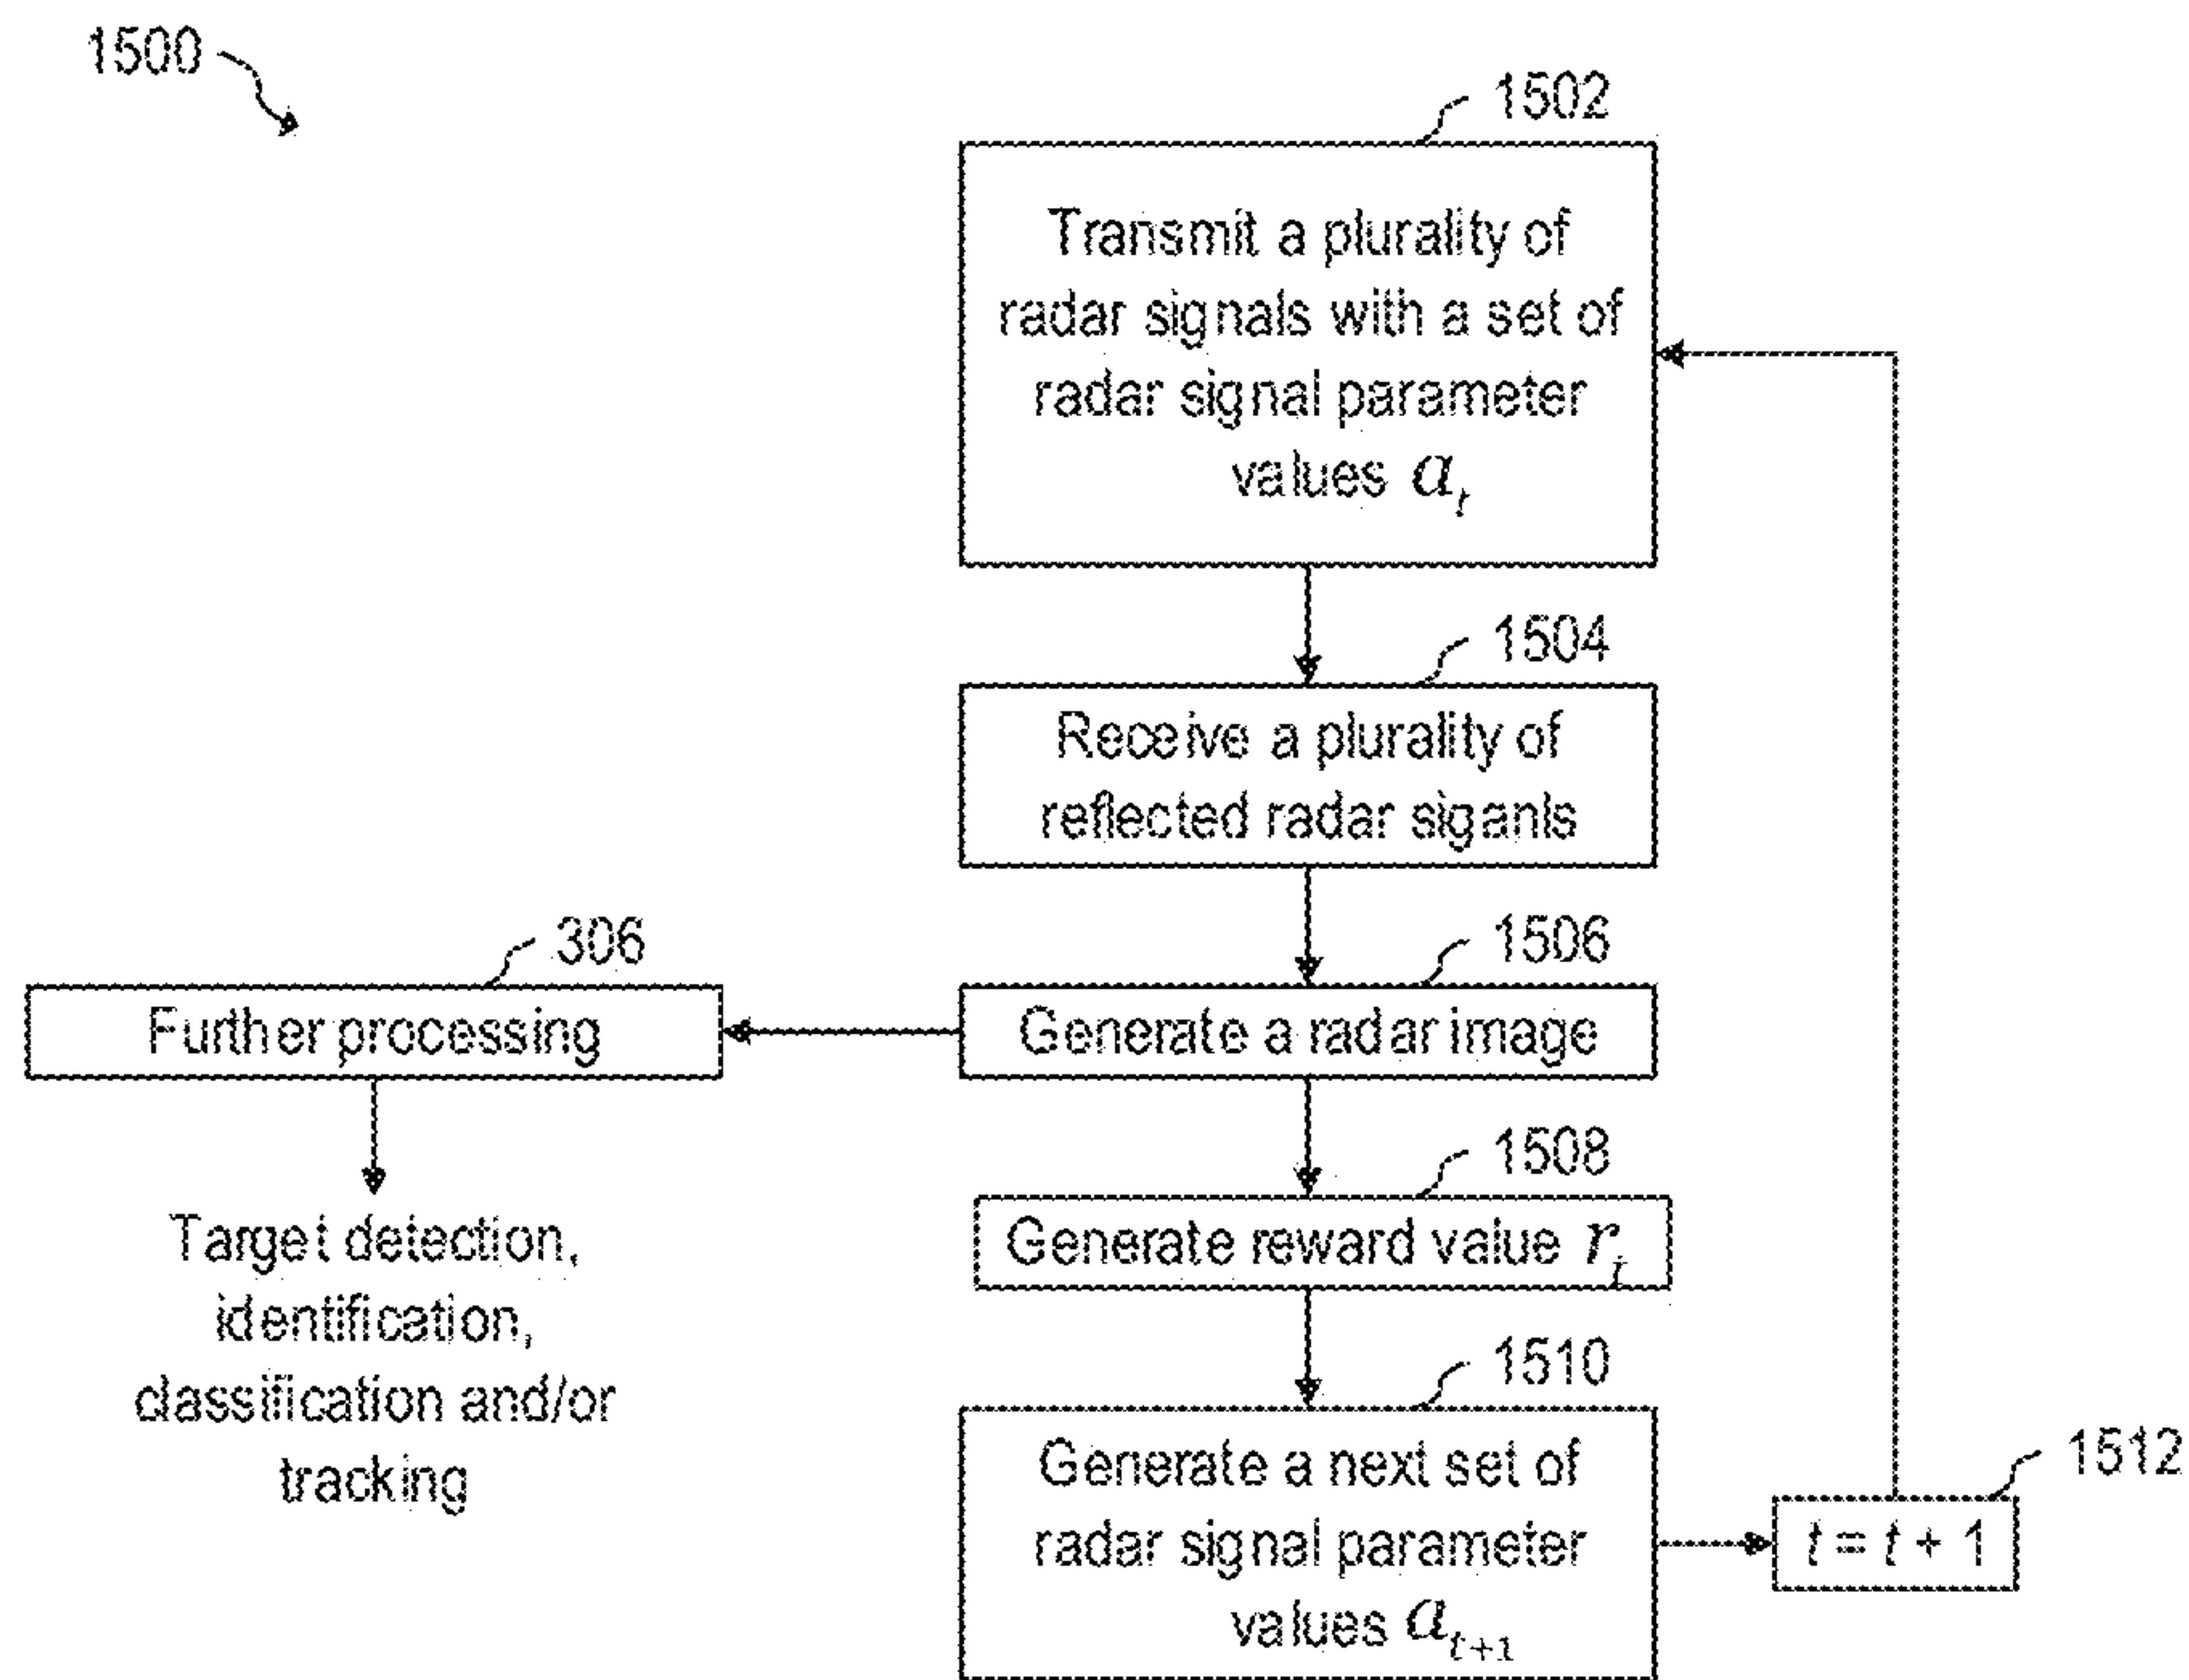 1500
1502
Transmit a plurality of
radar signals with a set of
radar signal parameter
values a_t
1504
Receive a plurality of
reflected radar siganls
306
1506
Further processing
Generate a radar image
1508
Generate reward value r_t
Target detection,
identification,
classification and/or
tracking
1510
Generate a next set of
radar signal parameter
values a_{t+1}
1512
t = t + 1